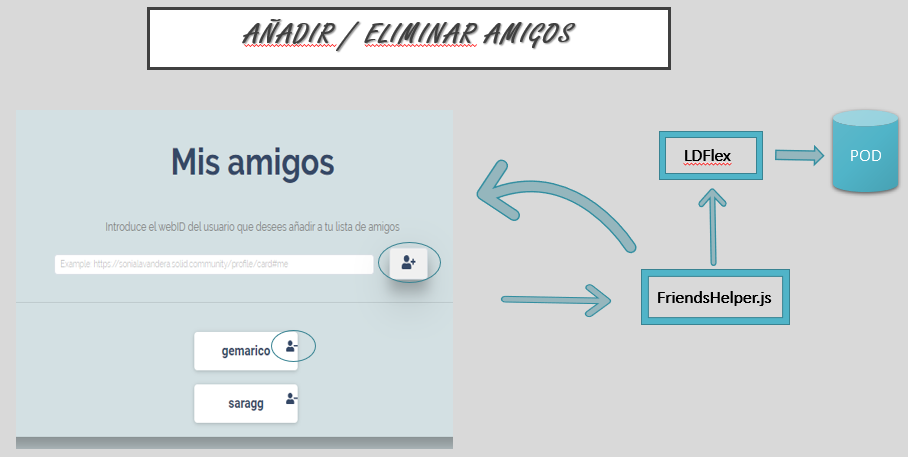 AÑADIR / ELIMINAR AMIGOS
Mis amigos
Introduce el webID del usuario que desees añadir a tu lista de amigos
Example: https://sonialavandera.solid.community/profile/card#me
gemarico
saragg
LDFlex
POD
FriendsHelper.js